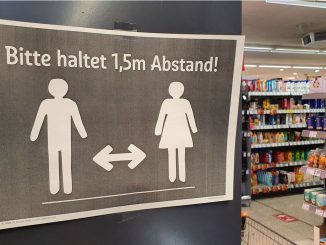 Bitte haltet 1,5m Abstand!